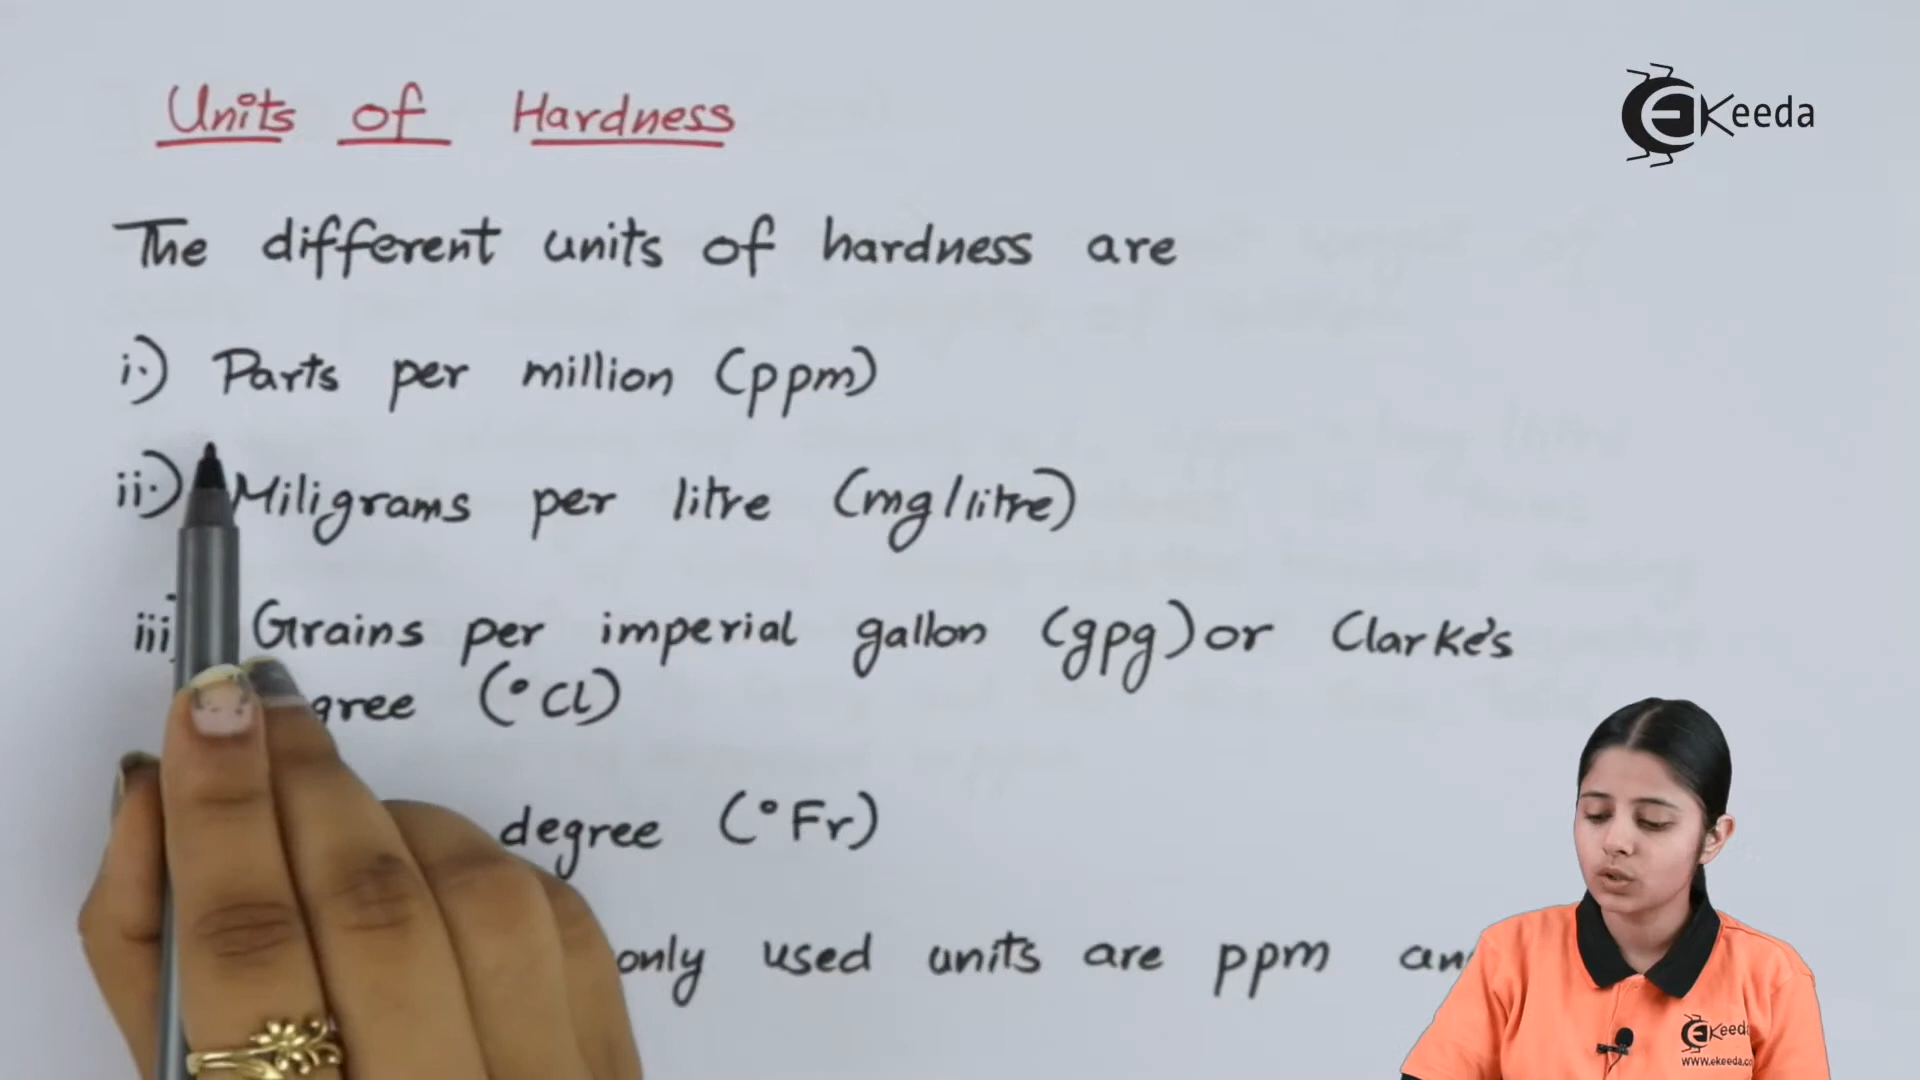 Units of Hardness
Keeda
The different units of hardness are
i.) Parts per million (ppm)
ii.) Miligrams per litre (mg/litre)
iii) Grains per imperial gallon (gpg) or Clarke's
gree (°Cl)
degree (°Fr)
only used units are ppm an
Keeda
www.ekeeda.co